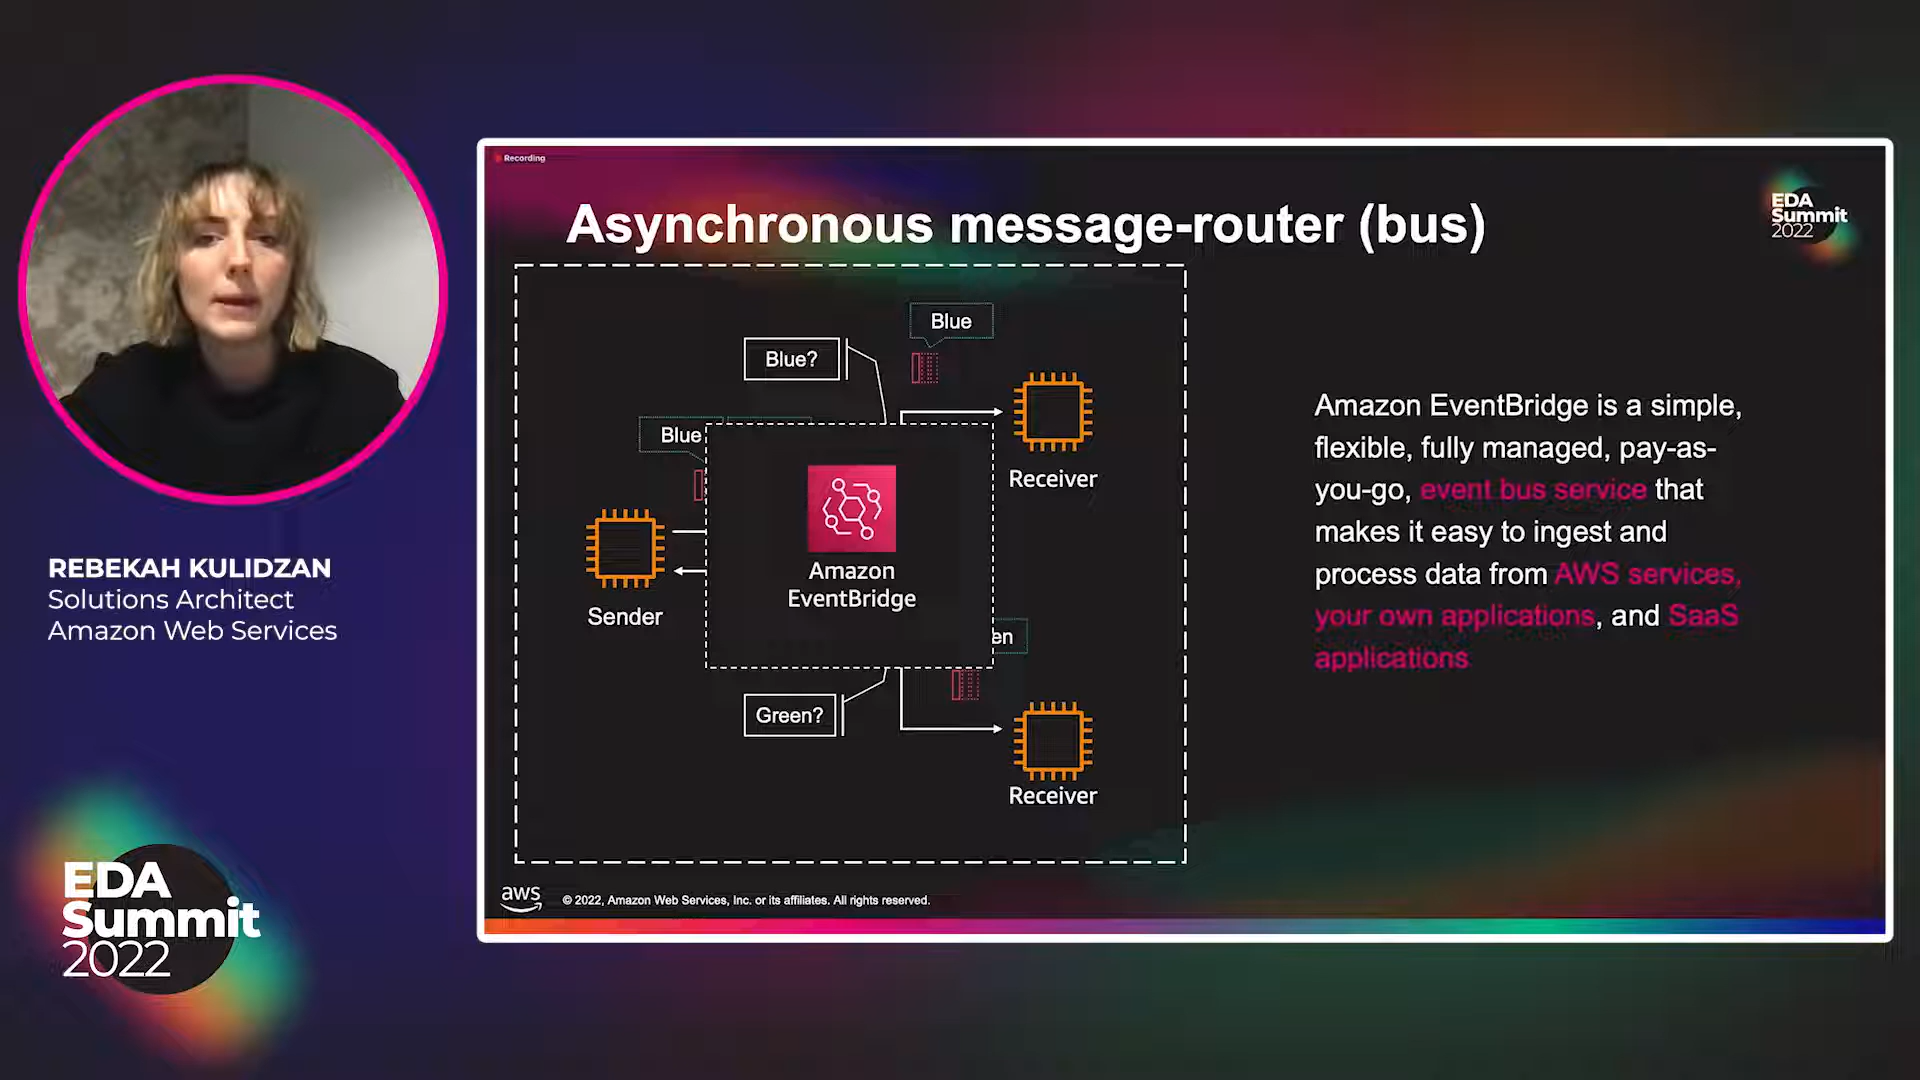 Recording
EDA
Summit
2022
Asynchronous message-router (bus)
Blue
Blue?
Blue
Receiver
Amazon
EventBridge
Sender
en
Green?
Receiver
Amazon EventBridge is a simple,
flexible, fully managed, pay-as-
you-go, event bus service that
makes it easy to ingest and
process data from AWS services,
your own applications, and SaaS
applications
aws
© 2022, Amazon Web Services, Inc. or its affiliates. All rights reserved.
REBEKAH KULIDZAN
Solutions Architect
Amazon Web Services
EDA
Summit
2022